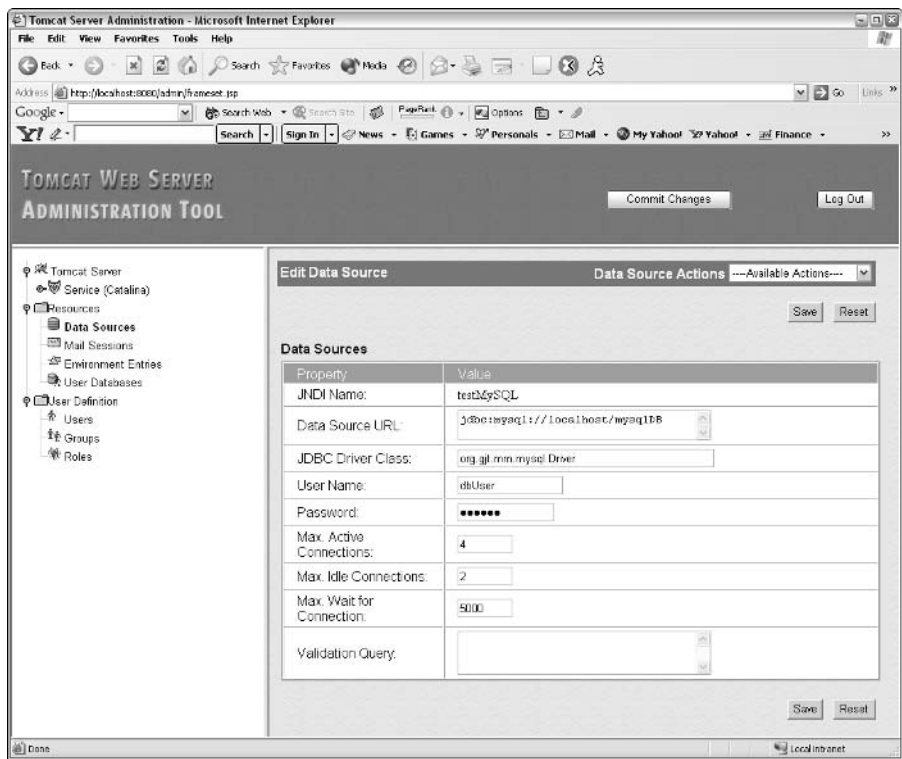 Tomcat Server Administration - Microsoft Internet Explorer
File Edit View Favorites Tools Help
Back Search Favorites Media
Address http://localhost:8080/admin/frameset.jsp Go Links »
Google Search Web Search Site PageRank Options
Y! Search Sign In News Games Personals Mail My Yahoo! Yahoo! Finance »
TOMCAT WEB SERVER
ADMINISTRATION TOOL
Commit Changes Log Out
Tomcat Server
Service (Catalina)
Resources
Data Sources
Mail Sessions
Environment Entries
User Databases
User Definition
Users
Groups
Roles
Edit Data Source Data Source Actions ----Available Actions----
Save Reset
Data Sources
Property Value
JNDI Name: testMySQL
Data Source URL: jdbc:mysql://localhost/mysqlDB
JDBC Driver Class: org.gjt.mm.mysql.Driver
User Name: dbUser
Password: ••••••
Max. Active
Connections: 4
Max. Idle Connections: 2
Max. Wait for
Connection: 5000
Validation Query:
Save Reset
Done Local intranet